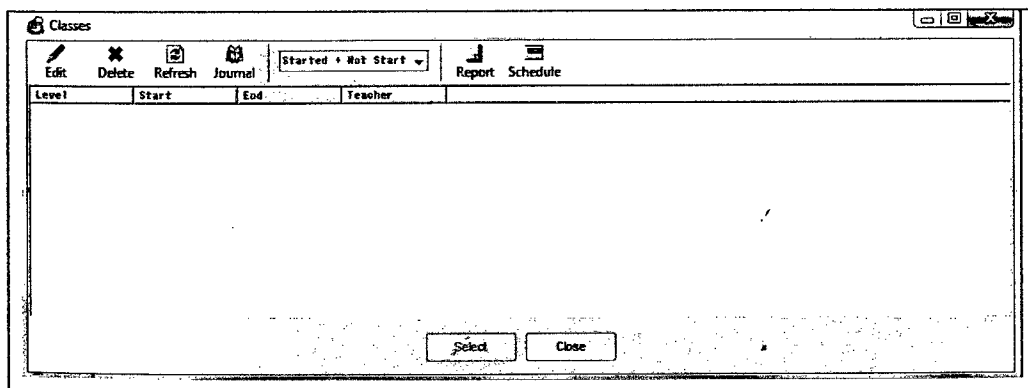 Classes
Edit Delete Refresh Journal Started + Not Start Report Schedule
Level Start End Teacher
Select Close